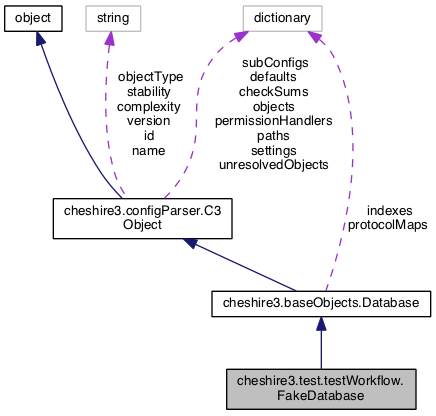 object
string
dictionary
objectType
stability
complexity
version
id
name
subConfigs
defaults
checkSums
objects
permissionHandlers
paths
settings
unresolvedObjects
cheshire3.configParser.C3
Object
indexes
protocolMaps
cheshire3.baseObjects.Database
cheshire3.test.testWorkflow.
FakeDatabase